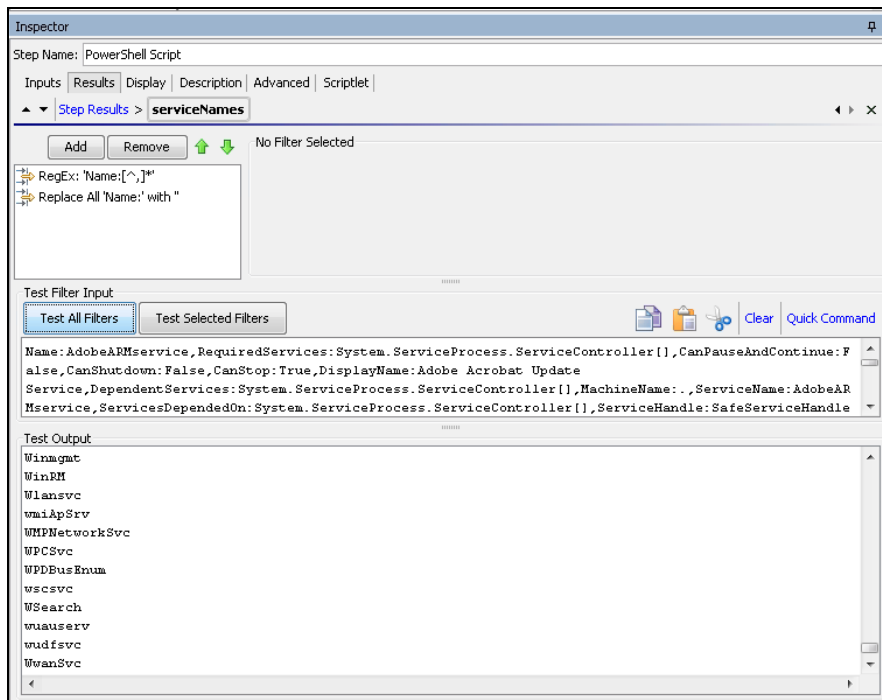 Inspector
Step Name: PowerShell Script
Inputs Results Display Description Advanced Scriptlet
Step Results > serviceNames
Add Remove No Filter Selected
RegEx: 'Name:[^,]*'
Replace All 'Name:' with ''
Test Filter Input
Test All Filters Test Selected Filters Clear Quick Command
Name:AdobeARMservice,RequiredServices:System.ServiceProcess.ServiceController[],CanPauseAndContinue:F
alse,CanShutdown:False,CanStop:True,DisplayName:Adobe Acrobat Update
Service,DependentServices:System.ServiceProcess.ServiceController[],MachineName:.,ServiceName:AdobeAR
Mservice,ServicesDependedOn:System.ServiceProcess.ServiceController[],ServiceHandle:SafeServiceHandle
Test Output
Winmgmt
WinRM
Wlansvc
wmiApSrv
WMPNetworkSvc
WPCSvc
WPDBusEnum
wscsvc
WSearch
wuauserv
wudfsvc
WwanSvc